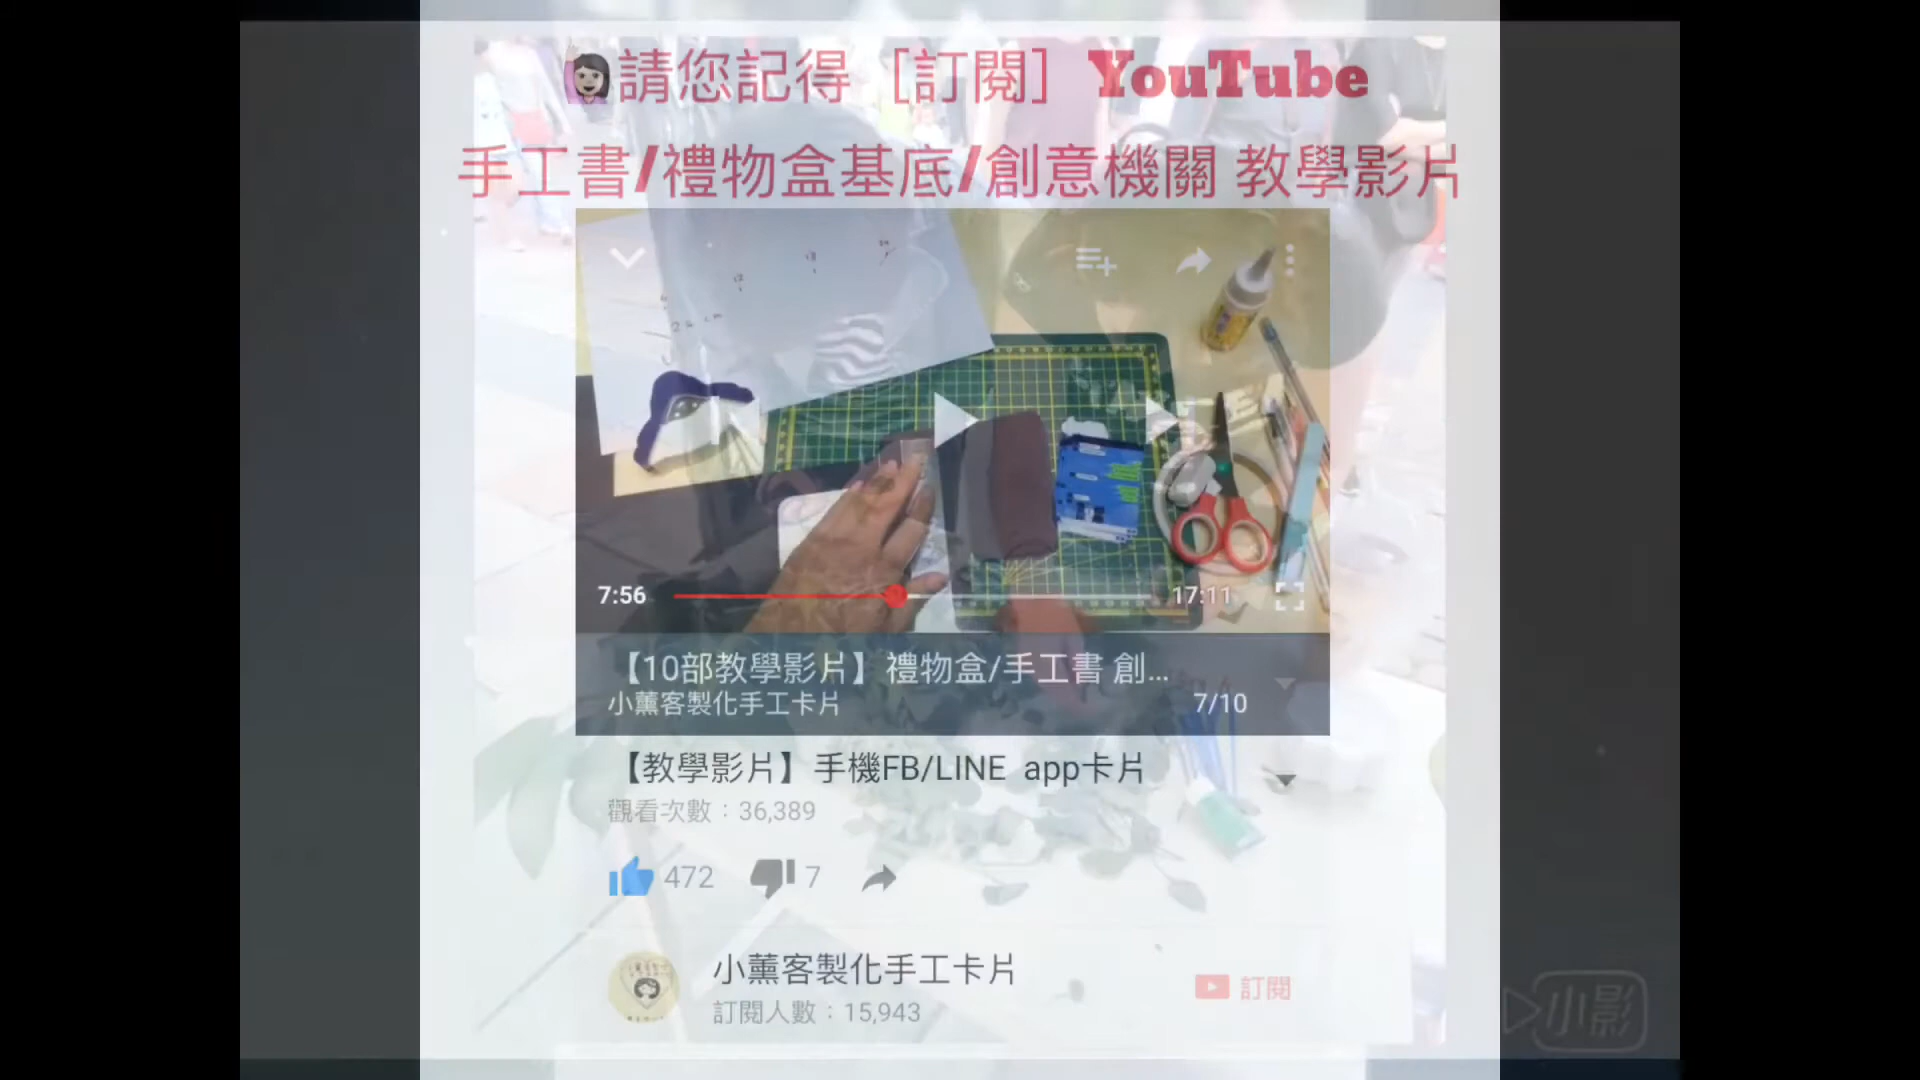 請您記得［訂閱］YouTube
手工書/禮物盒基底/創意機關 教學影片
7:56
17:11
【10部教學影片】禮物盒/手工書 創...
小薰客製化手工卡片
7/10
【教學影片】手機FB/LINE app卡片
觀看次數：36,389
472
7
小薰客製化手工卡片
訂閱人數：15,943
訂閱
小影